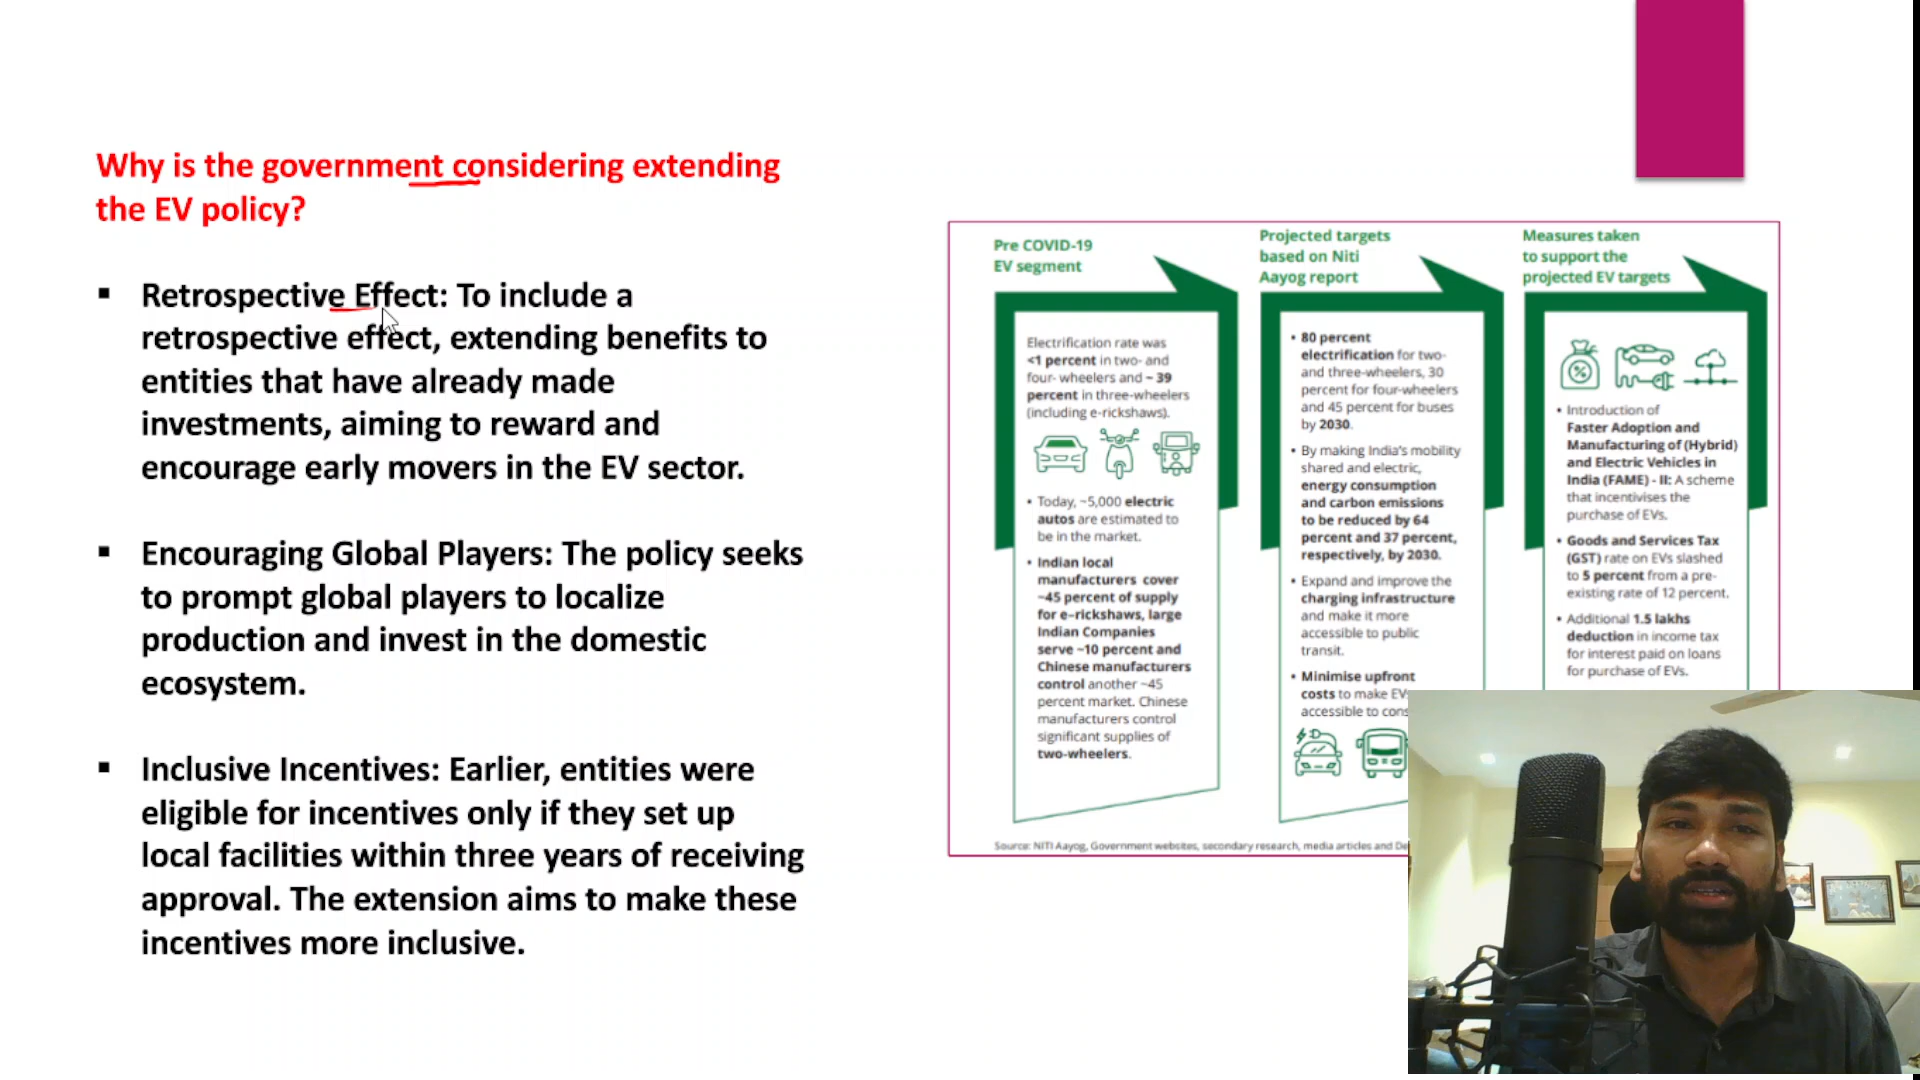 Why is the government considering extending
the EV policy?
▪ Retrospective Effect: To include a
retrospective effect, extending benefits to
entities that have already made
investments, aiming to reward and
encourage early movers in the EV sector.
▪ Encouraging Global Players: The policy seeks
to prompt global players to localize
production and invest in the domestic
ecosystem.
▪ Inclusive Incentives: Earlier, entities were
eligible for incentives only if they set up
local facilities within three years of receiving
approval. The extension aims to make these
incentives more inclusive.
Pre COVID-19
EV segment
Electrification rate was
<1 percent in two- and
four- wheelers and ~ 39
percent in three-wheelers
(including e-rickshaws).
• Today, ~5,000 electric
autos are estimated to
be in the market.
• Indian local
manufacturers cover
~45 percent of supply
for e-rickshaws, large
Indian Companies
serve ~10 percent and
Chinese manufacturers
control another ~45
percent market. Chinese
manufacturers control
significant supplies of
two-wheelers.
Projected targets
based on Niti
Aayog report
• 80 percent
electrification for two-
and three-wheelers, 30
percent for four-wheelers
and 45 percent for buses
by 2030.
• By making India's mobility
shared and electric,
energy consumption
and carbon emissions
to be reduced by 64
percent and 37 percent,
respectively, by 2030.
• Expand and improve the
charging infrastructure
and make it more
accessible to public
transit.
• Minimise upfront
costs to make EV
accessible to cons
Measures taken
to support the
projected EV targets
• Introduction of
Faster Adoption and
Manufacturing of (Hybrid)
and Electric Vehicles in
India (FAME) - II: A scheme
that incentivises the
purchase of EVs.
• Goods and Services Tax
(GST) rate on EVs slashed
to 5 percent from a pre-
existing rate of 12 percent.
• Additional 1.5 lakhs
deduction in income tax
for interest paid on loans
for purchase of EVs.
Source: NITI Aayog, Government websites, secondary research, media articles and De